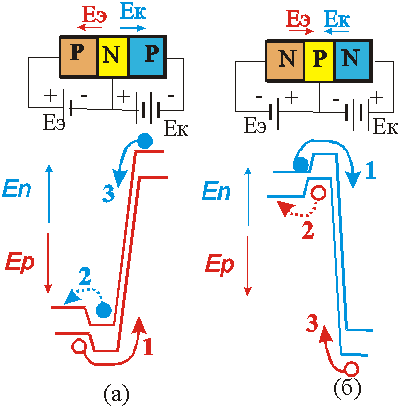 Eэ Eк Eэ Eк
P N P N P N
+ - + - + - + -
Eэ Eк Eэ Eк
3 1
En En
Ep 2 Ep 2
1 3
(а) (б)